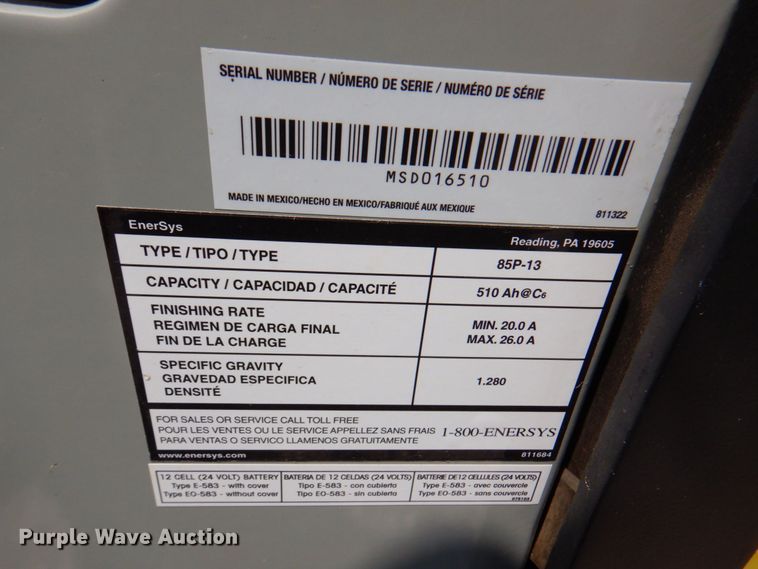 SERIAL NUMBER / NÚMERO DE SERIE / NUMÉRO DE SÉRIE
MSD016510
MADE IN MEXICO/HECHO EN MEXICO/FABRIQUÉ AUX MEXIQUE
811322
EnerSys
Reading, PA 19605
TYPE / TIPO / TYPE
85P-13
CAPACITY / CAPACIDAD / CAPACITÉ
510 Ah@C6
FINISHING RATE
REGIMEN DE CARGA FINAL
FIN DE LA CHARGE
MIN. 20.0 A
MAX. 26.0 A
SPECIFIC GRAVITY
GRAVEDAD ESPECIFICA
DENSITÉ
1.280
FOR SALES OR SERVICE CALL TOLL FREE
POUR LES VENTES OU LE SERVICE APPELLEZ SANS FRAIS
PARA VENTAS O SERVICO LLAMENOS GRATUITAMENTE
1-800-ENERSYS
www.enersys.com
811684
12 CELL (24 VOLT) BATTERY
Type E-583 - with cover
Type EO-583 - without cover
BATERIA DE 12 CELDAS (24 VOLTS)
Tipo E-583 - con cubierto
Tipo EO-583 - sin cubierto
BATTERIE DE 12 CELLULES (24 VOLTS)
Type E-583 - avec couvercle
Type EO-583 - sans couvercle
Purple Wave Auction